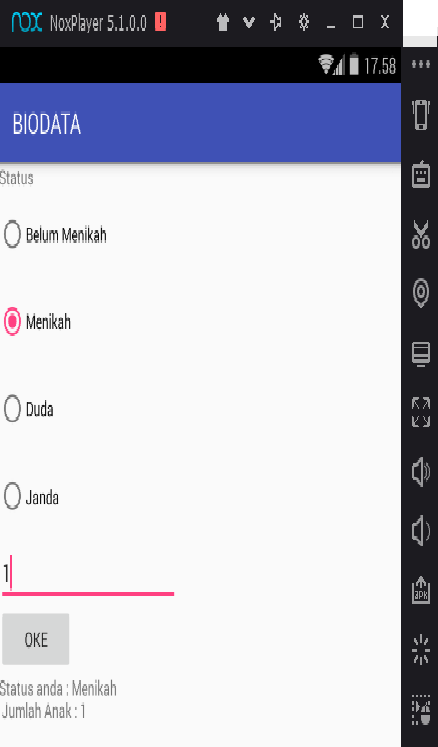 nox NoxPlayer 5.1.0.0 !
17.58
BIODATA
Status
Belum Menikah
Menikah
Duda
Janda
1
OKE
Status anda : Menikah
Jumlah Anak : 1
APK